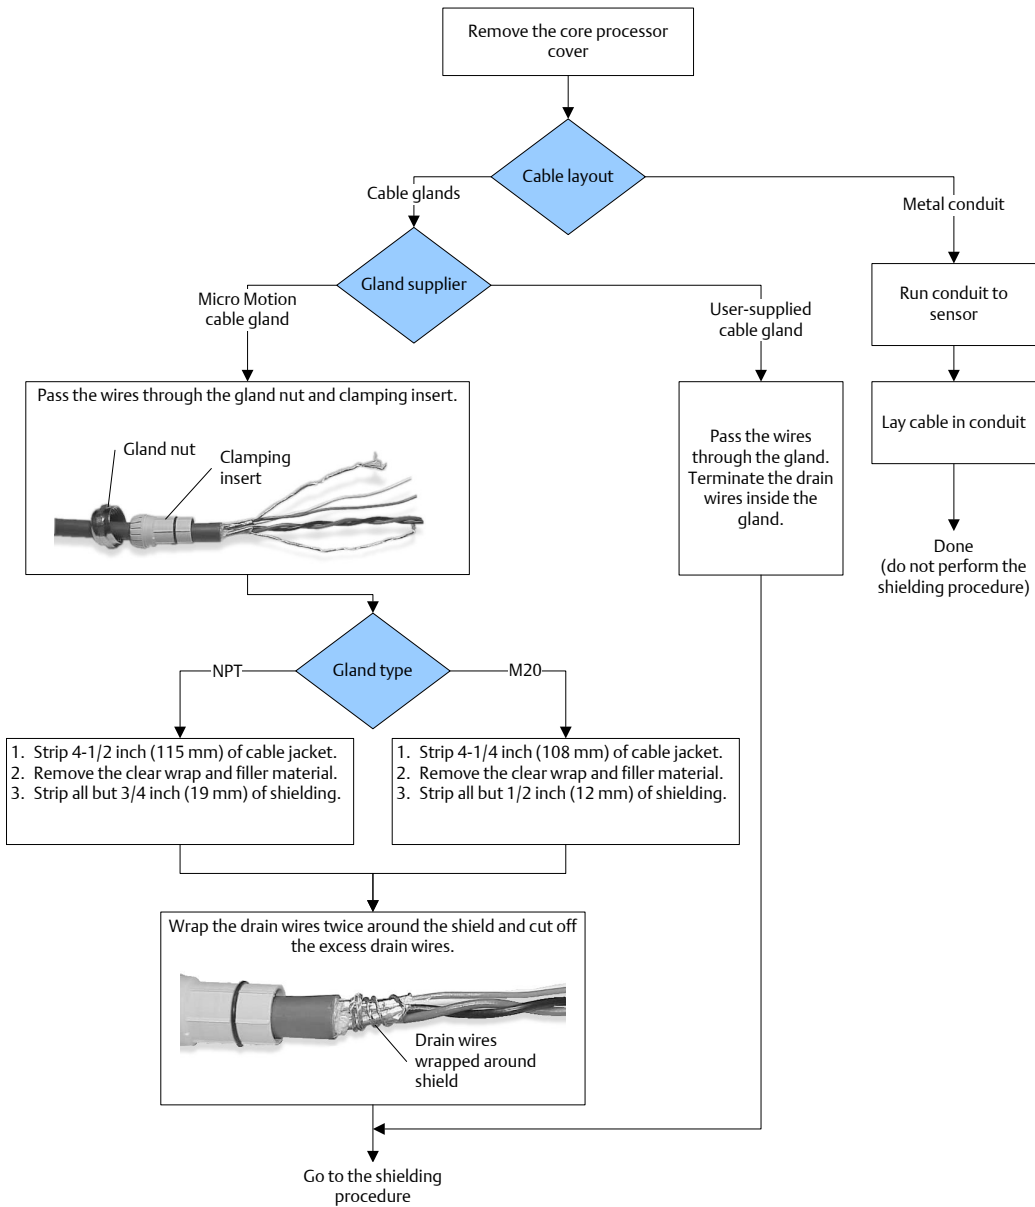 Remove the core processor
cover
Cable layout
Cable glands
Metal conduit
Gland supplier
Micro Motion
cable gland
User-supplied
cable gland
Run conduit to
sensor
Pass the wires through the gland nut and clamping insert.
Gland nut
Clamping
insert
Pass the wires
through the gland.
Terminate the drain
wires inside the
gland.
Lay cable in conduit
Done
(do not perform the
shielding procedure)
Gland type
NPT
M20
1. Strip 4-1/2 inch (115 mm) of cable jacket.
2. Remove the clear wrap and filler material.
3. Strip all but 3/4 inch (19 mm) of shielding.
1. Strip 4-1/4 inch (108 mm) of cable jacket.
2. Remove the clear wrap and filler material.
3. Strip all but 1/2 inch (12 mm) of shielding.
Wrap the drain wires twice around the shield and cut off
the excess drain wires.
Drain wires
wrapped around
shield
Go to the shielding
procedure